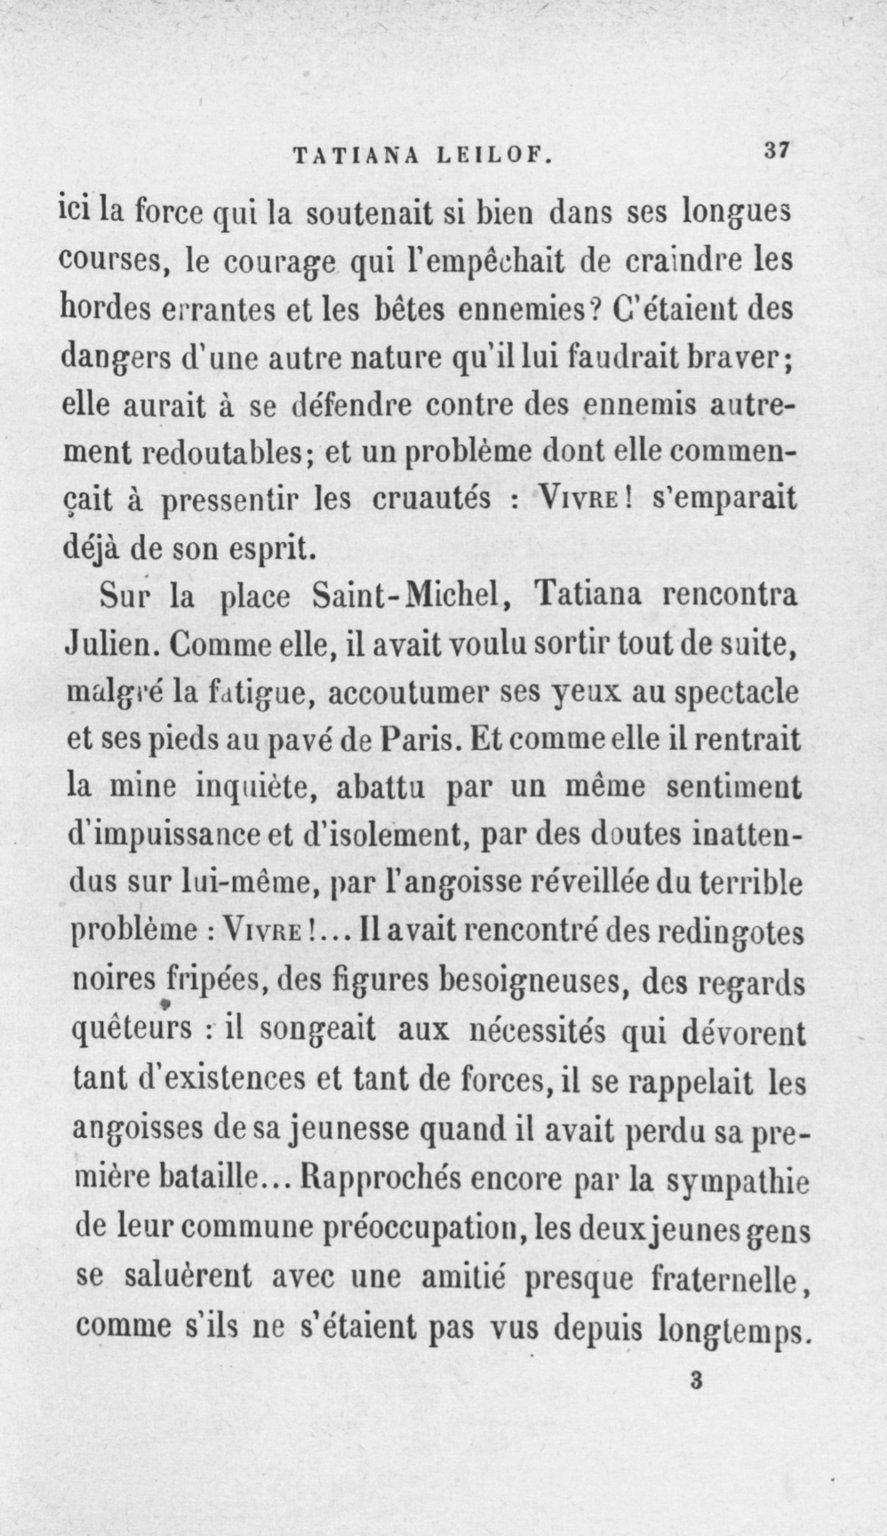 TATIANA LEILOF. 37
ici la force qui la soutenait si bien dans ses longues
courses, le courage qui l'empêchait de craindre les
hordes errantes et les bêtes ennemies? C'étaient des
dangers d'une autre nature qu'il lui faudrait braver;
elle aurait à se défendre contre des ennemis autre-
ment redoutables; et un problème dont elle commen-
çait à pressentir les cruautés : VIVRE! s'emparait
déjà de son esprit.
Sur la place Saint-Michel, Tatiana rencontra
Julien. Comme elle, il avait voulu sortir tout de suite,
malgré la fatigue, accoutumer ses yeux au spectacle
et ses pieds au pavé de Paris. Et comme elle il rentrait
la mine inquiète, abattu par un même sentiment
d'impuissance et d'isolement, par des doutes inatten-
dus sur lui-même, par l'angoisse réveillée du terrible
problème : VIVRE !... Il avait rencontré des redingotes
noires fripées, des figures besoigneuses, des regards
quêteurs : il songeait aux nécessités qui dévorent
tant d'existences et tant de forces, il se rappelait les
angoisses de sa jeunesse quand il avait perdu sa pre-
mière bataille... Rapprochés encore par la sympathie
de leur commune préoccupation, les deux jeunes gens
se saluèrent avec une amitié presque fraternelle,
comme s'ils ne s'étaient pas vus depuis longtemps.
3